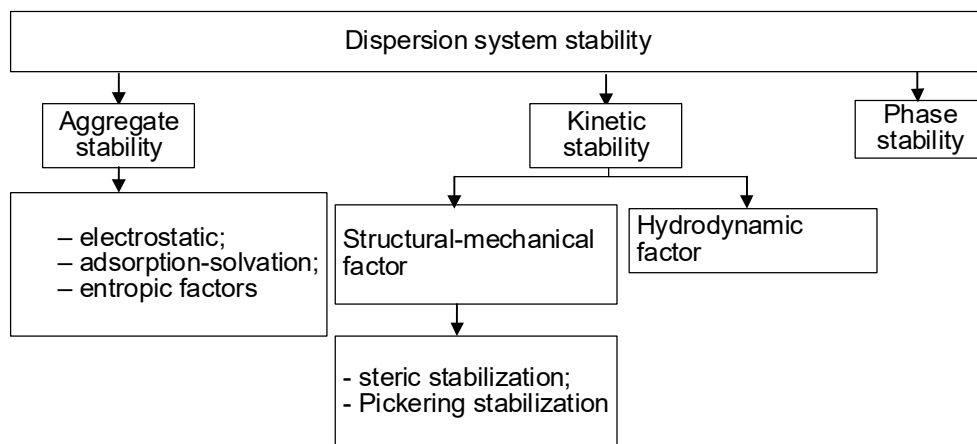 Dispersion system stability
Aggregate
stability
Kinetic
stability
Phase
stability
– electrostatic;
– adsorption-solvation;
– entropic factors
Structural-mechanical
factor
Hydrodynamic
factor
- steric stabilization;
- Pickering stabilization